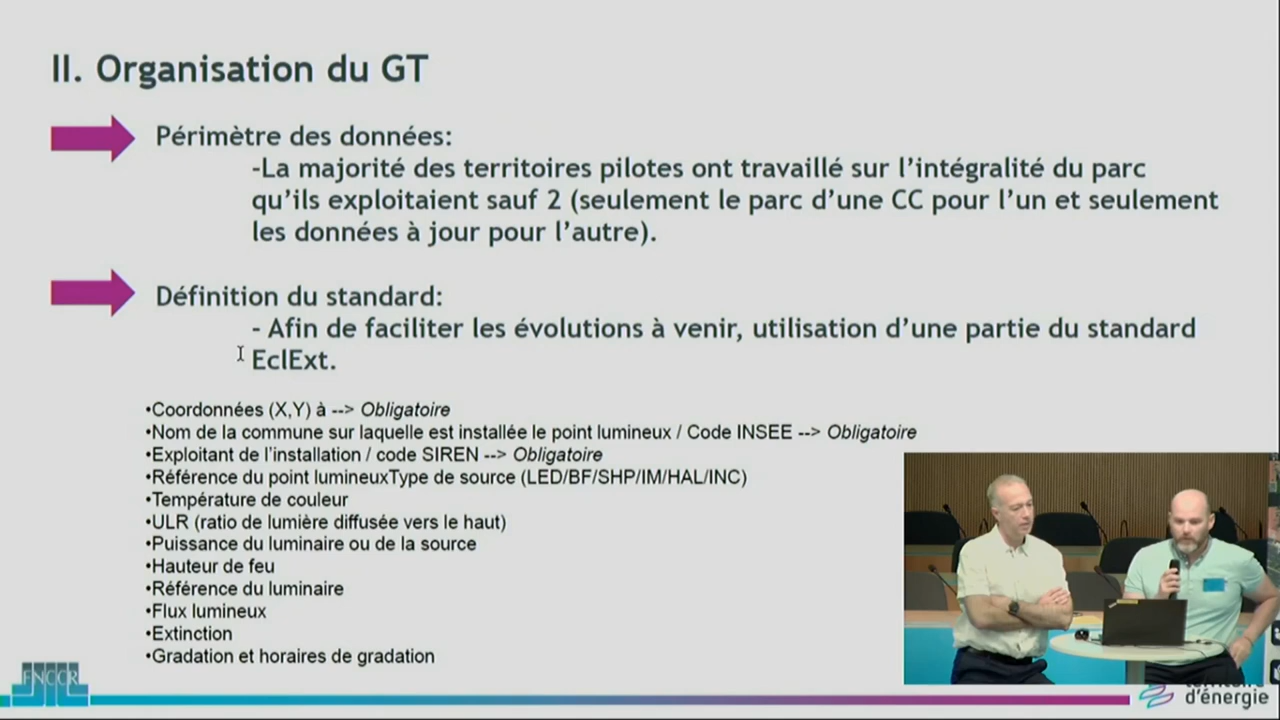 II. Organisation du GT
Périmètre des données:
-La majorité des territoires pilotes ont travaillé sur l’intégralité du parc
qu’ils exploitaient sauf 2 (seulement le parc d’une CC pour l’un et seulement
les données à jour pour l’autre).
Définition du standard:
- Afin de faciliter les évolutions à venir, utilisation d’une partie du standard
EclExt.
•Coordonnées (X,Y) à --> Obligatoire
•Nom de la commune sur laquelle est installée le point lumineux / Code INSEE --> Obligatoire
•Exploitant de l’installation / code SIREN --> Obligatoire
•Référence du point lumineuxType de source (LED/BF/SHP/IM/HAL/INC)
•Température de couleur
•ULR (ratio de lumière diffusée vers le haut)
•Puissance du luminaire ou de la source
•Hauteur de feu
•Référence du luminaire
•Flux lumineux
•Extinction
•Gradation et horaires de gradation
FNCCR
territoire
d’énergie